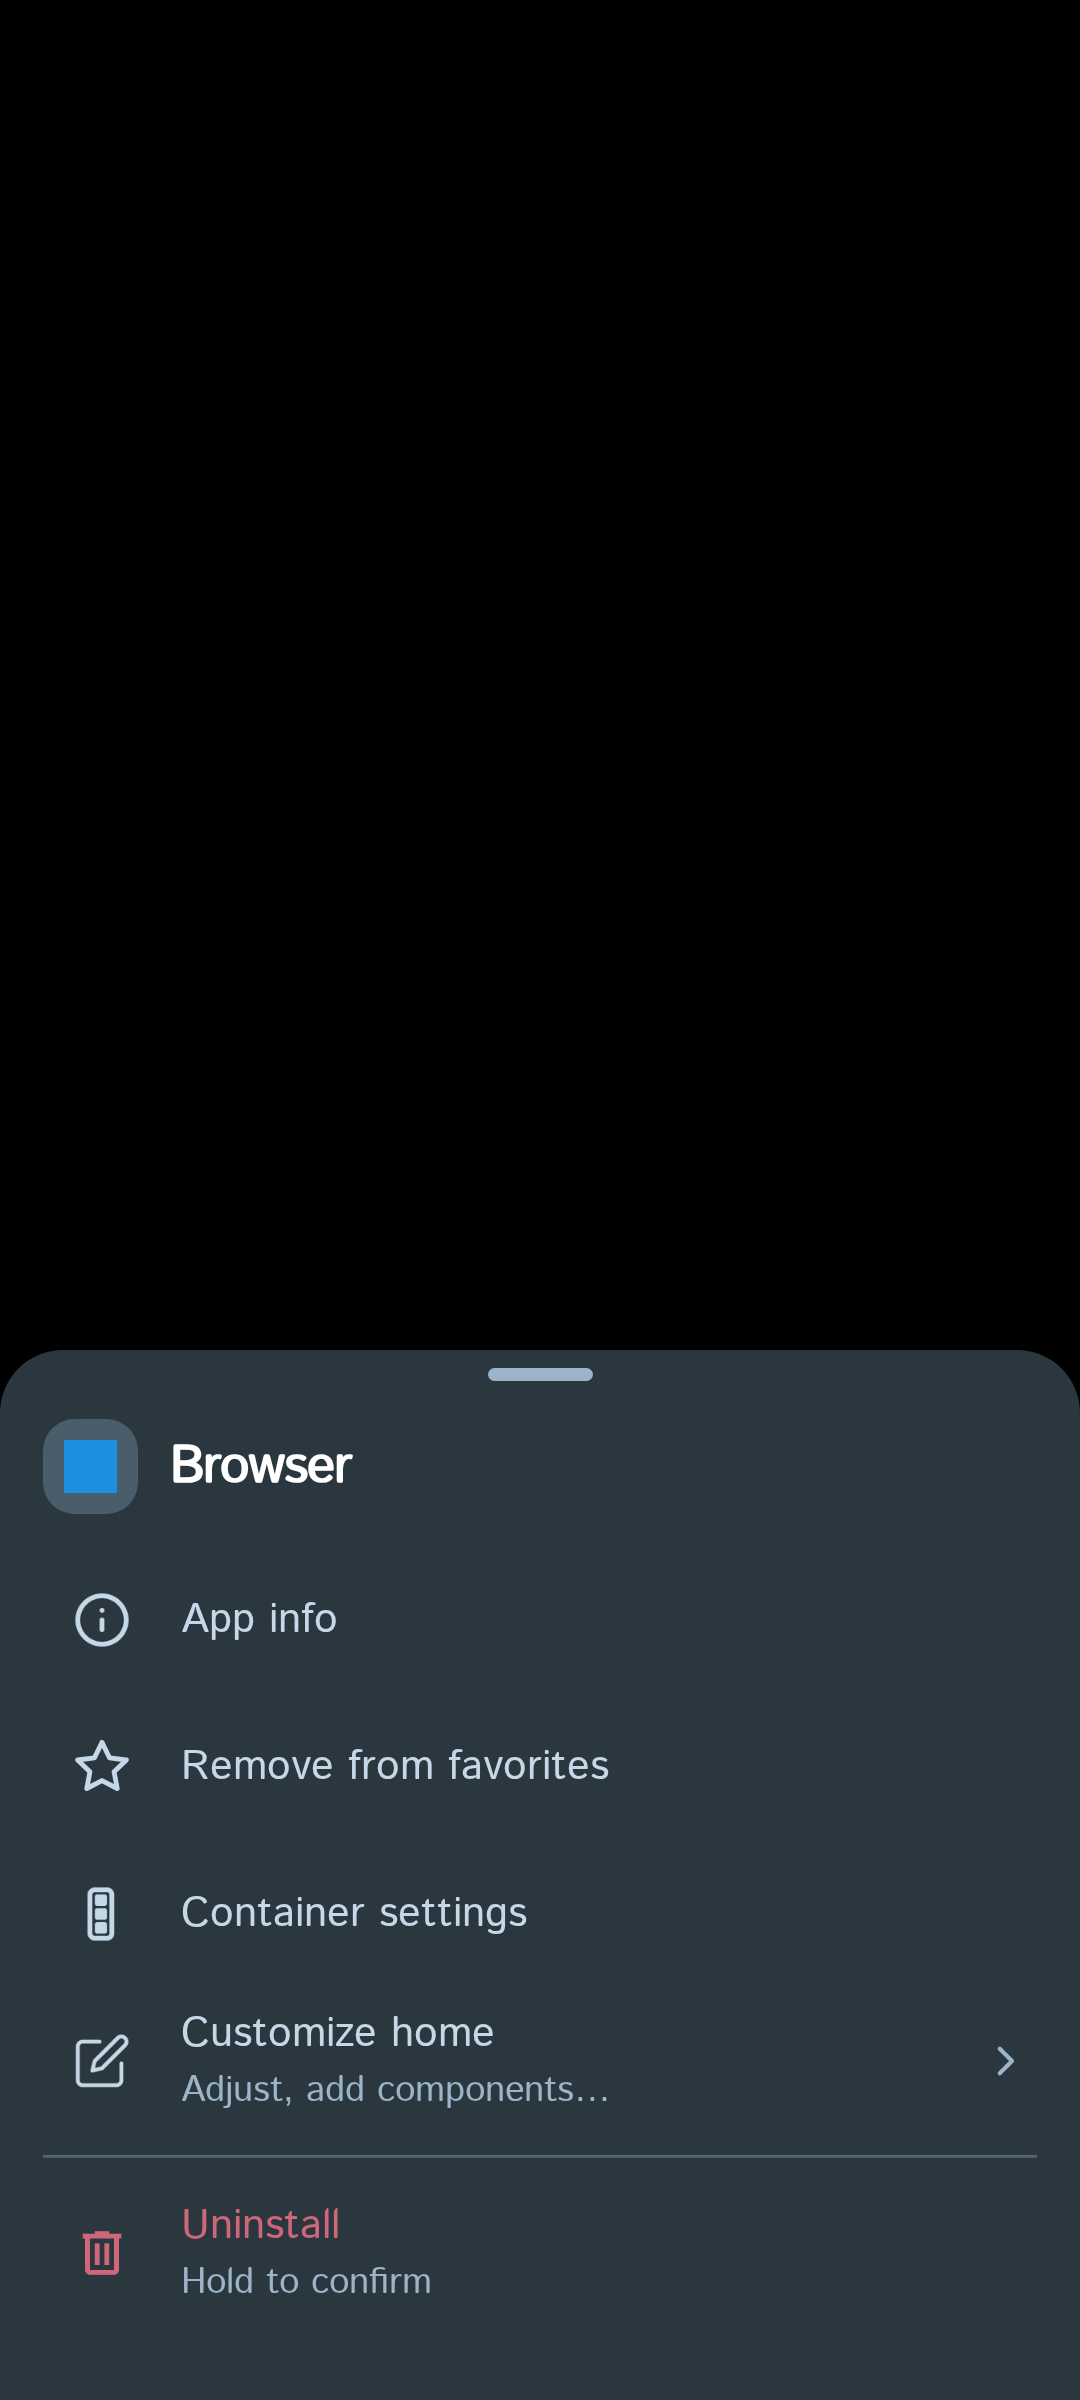 Browser
App info
Remove from favorites
Container settings
Customize home
Adjust, add components...
Uninstall
Hold to confirm